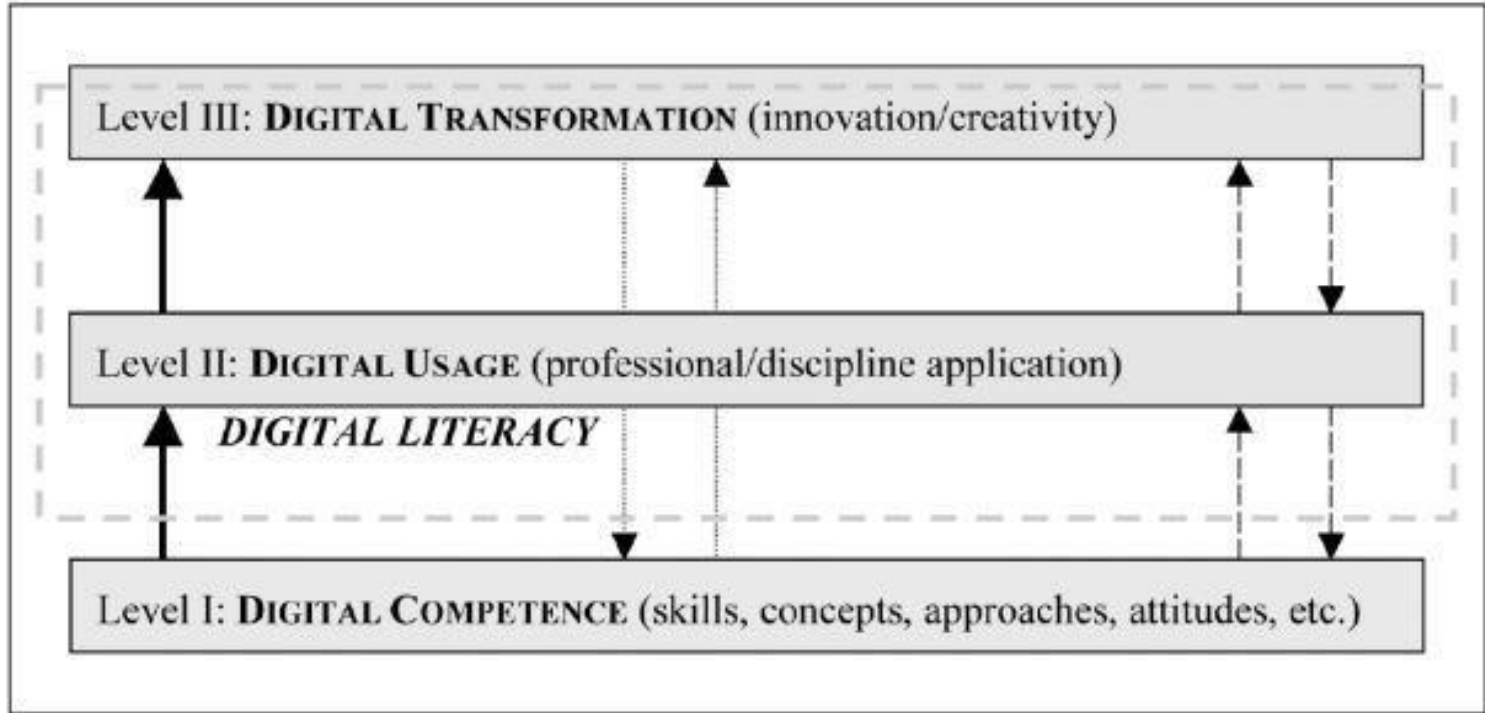 Level III: DIGITAL TRANSFORMATION (innovation/creativity)
Level II: DIGITAL USAGE (professional/discipline application)
DIGITAL LITERACY
Level I: DIGITAL COMPETENCE (skills, concepts, approaches, attitudes, etc.)